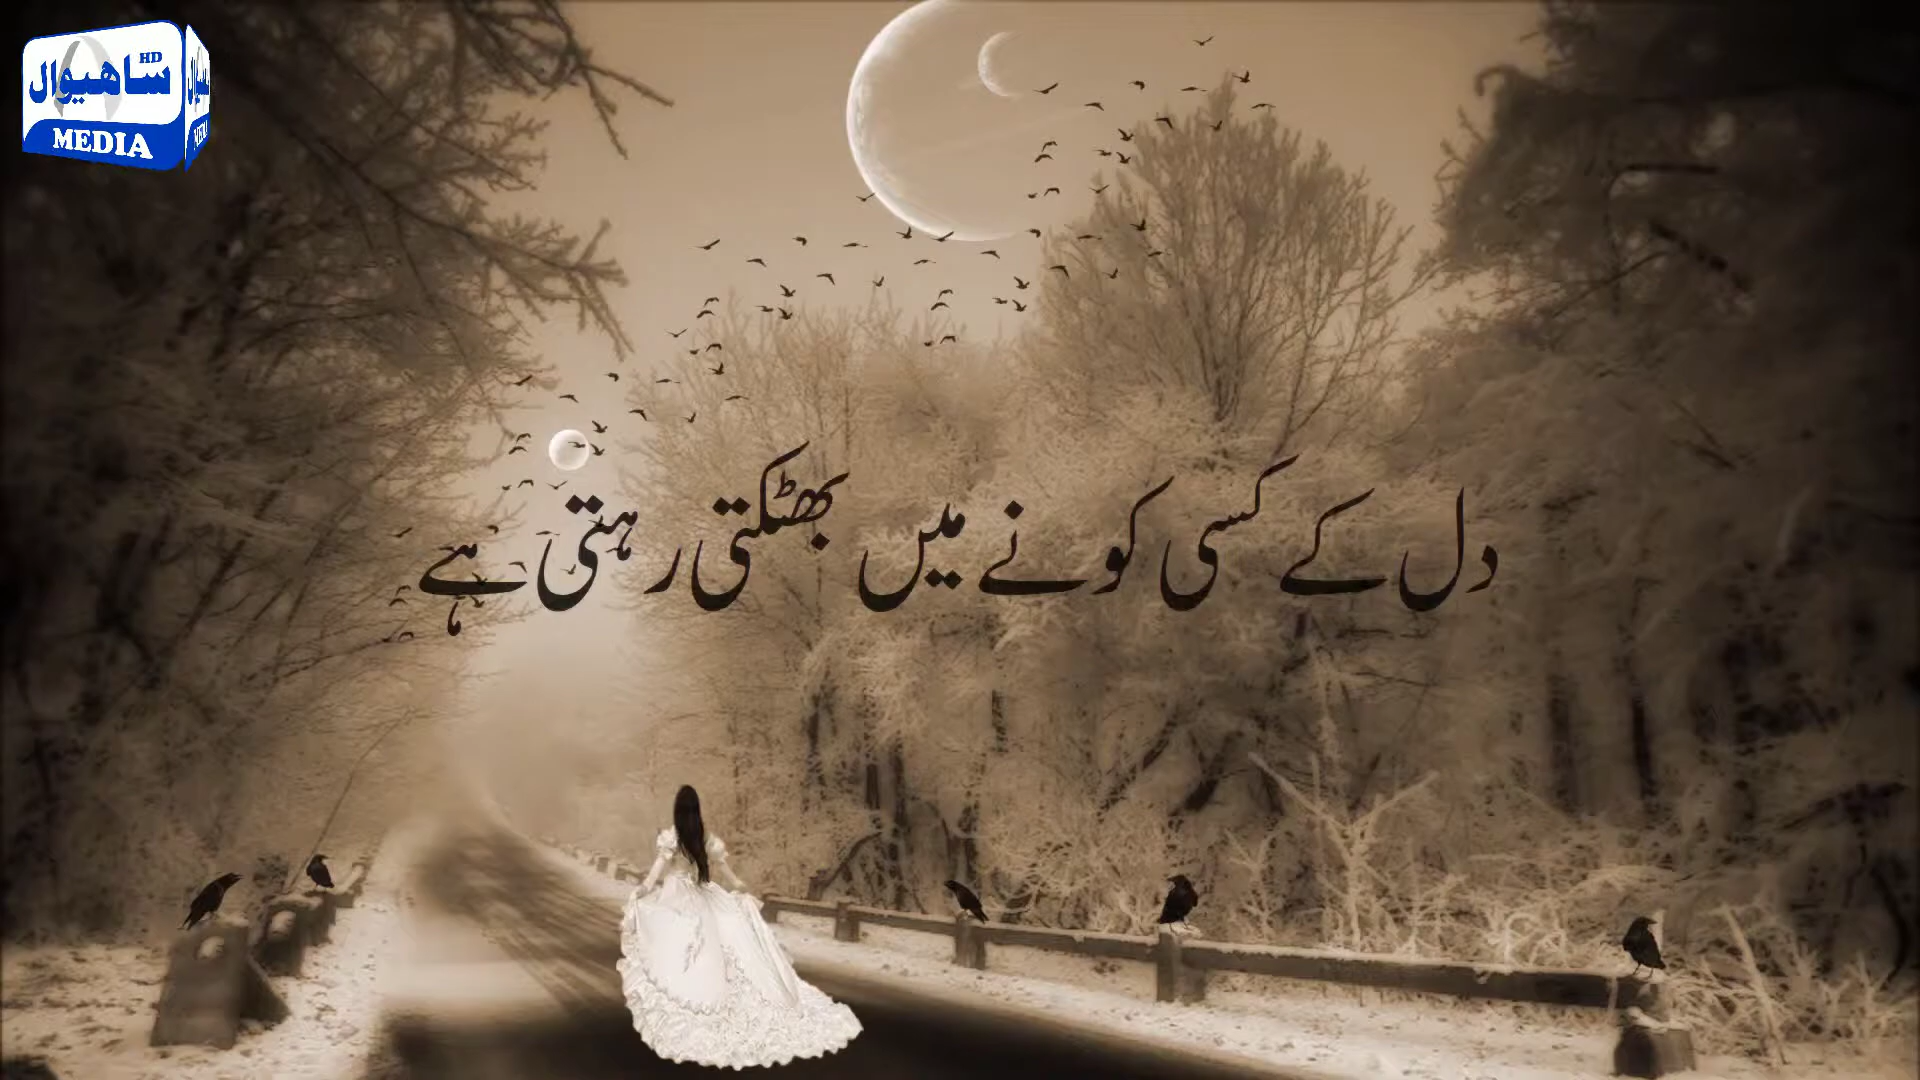 ساھیوال HD
MEDIA
دل کے کسی کونے میں بھٹکتی رہتی ہے